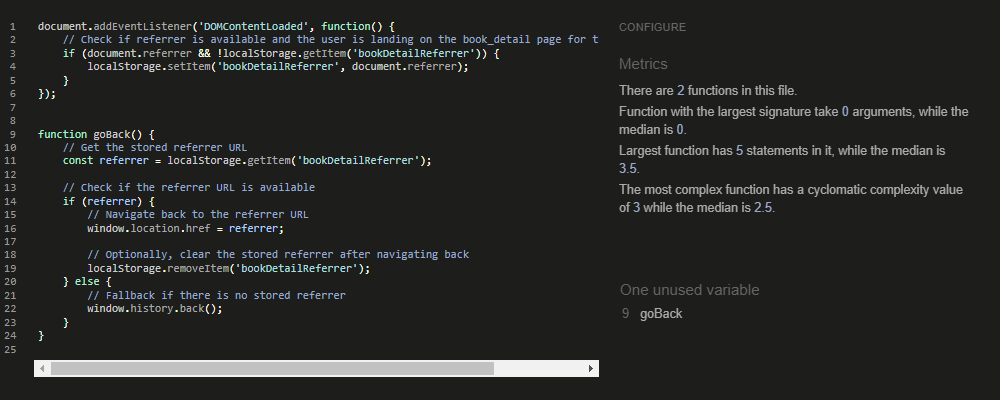 1 document.addEventListener('DOMContentLoaded', function() {
2 // Check if referrer is available and the user is landing on the book_detail page for t
3 if (document.referrer && !localStorage.getItem('bookDetailReferrer')) {
4 localStorage.setItem('bookDetailReferrer', document.referrer);
5 }
6 });
7
8
9 function goBack() {
10 // Get the stored referrer URL
11 const referrer = localStorage.getItem('bookDetailReferrer');
12
13 // Check if the referrer URL is available
14 if (referrer) {
15 // Navigate back to the referrer URL
16 window.location.href = referrer;
17
18 // Optionally, clear the stored referrer after navigating back
19 localStorage.removeItem('bookDetailReferrer');
20 } else {
21 // Fallback if there is no stored referrer
22 window.history.back();
23 }
24 }
25
CONFIGURE
Metrics
There are 2 functions in this file.
Function with the largest signature take 0 arguments, while the
median is 0.
Largest function has 5 statements in it, while the median is
3.5.
The most complex function has a cyclomatic complexity value
of 3 while the median is 2.5.
One unused variable
9 goBack